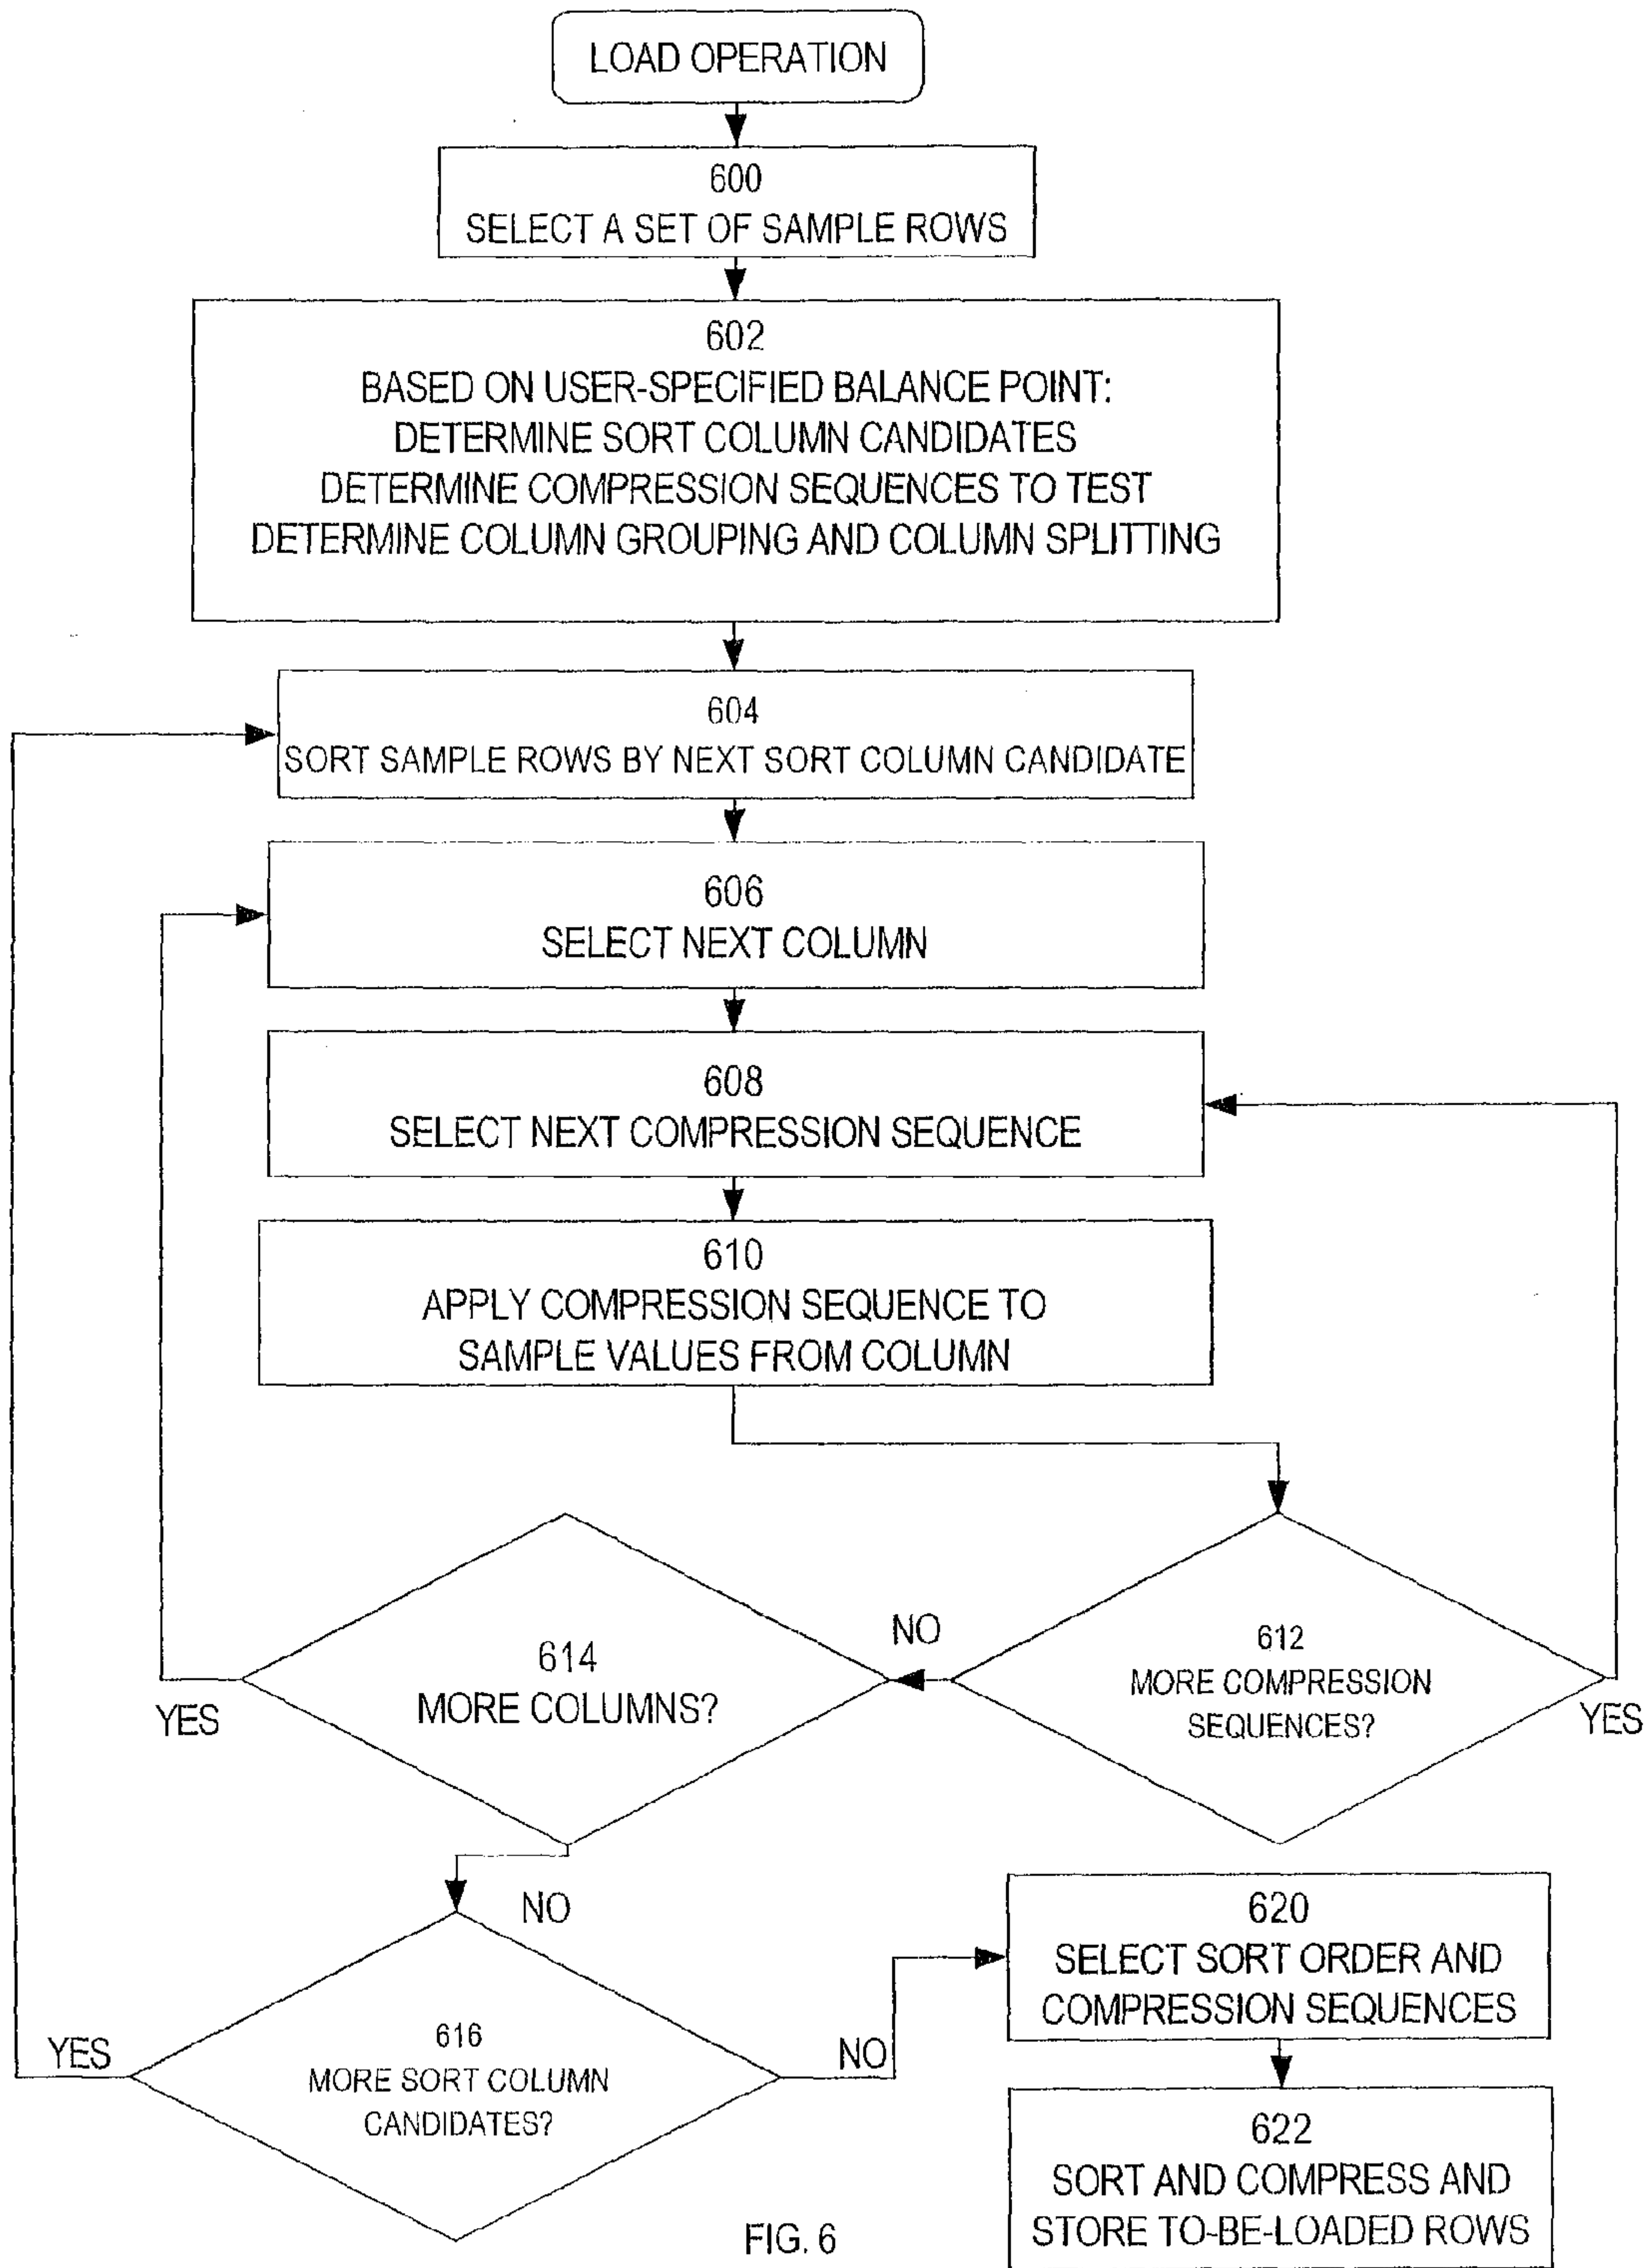 LOAD OPERATION
600
SELECT A SET OF SAMPLE ROWS
602
BASED ON USER-SPECIFIED BALANCE POINT:
DETERMINE SORT COLUMN CANDIDATES
DETERMINE COMPRESSION SEQUENCES TO TEST
DETERMINE COLUMN GROUPING AND COLUMN SPLITTING
604
SORT SAMPLE ROWS BY NEXT SORT COLUMN CANDIDATE
606
SELECT NEXT COLUMN
608
SELECT NEXT COMPRESSION SEQUENCE
610
APPLY COMPRESSION SEQUENCE TO
SAMPLE VALUES FROM COLUMN
612
MORE COMPRESSION
SEQUENCES?
YES
NO
614
MORE COLUMNS?
YES
NO
616
MORE SORT COLUMN
CANDIDATES?
YES
NO
620
SELECT SORT ORDER AND
COMPRESSION SEQUENCES
622
SORT AND COMPRESS AND
STORE TO-BE-LOADED ROWS
FIG. 6